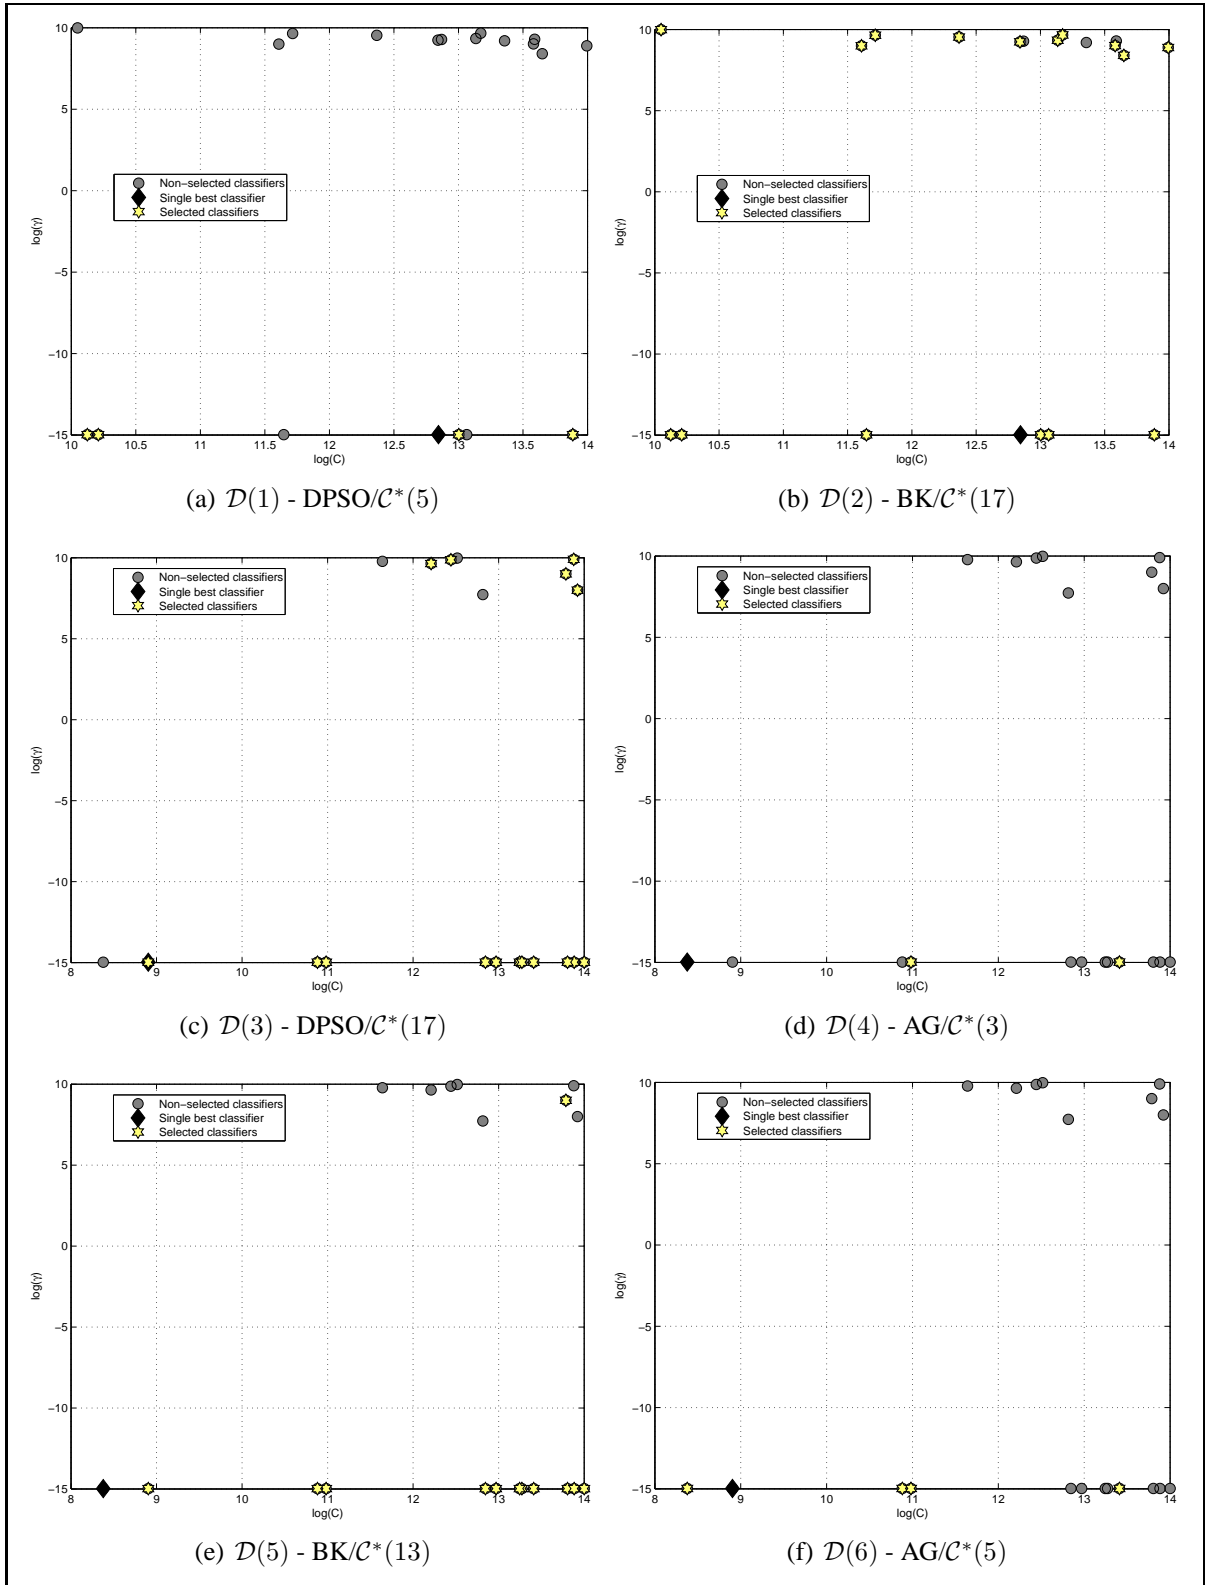 10
5
0
−5
−10
−15
log(γ)
Non−selected classifiers
Single best classifier
Selected classifiers
10 10.5 11 11.5 12 12.5 13 13.5 14
log(C)
(a) 𝒟(1) - DPSO/𝒞*(5)
10
5
0
−5
−10
−15
log(γ)
Non−selected classifiers
Single best classifier
Selected classifiers
10 10.5 11 11.5 12 12.5 13 13.5 14
log(C)
(b) 𝒟(2) - BK/𝒞*(17)
10
5
0
−5
−10
−15
log(γ)
Non−selected classifiers
Single best classifier
Selected classifiers
8 9 10 11 12 13 14
log(C)
(c) 𝒟(3) - DPSO/𝒞*(17)
10
5
0
−5
−10
−15
log(γ)
Non−selected classifiers
Single best classifier
Selected classifiers
8 9 10 11 12 13 14
log(C)
(d) 𝒟(4) - AG/𝒞*(3)
10
5
0
−5
−10
−15
log(γ)
Non−selected classifiers
Single best classifier
Selected classifiers
8 9 10 11 12 13 14
log(C)
(e) 𝒟(5) - BK/𝒞*(13)
10
5
0
−5
−10
−15
log(γ)
Non−selected classifiers
Single best classifier
Selected classifiers
8 9 10 11 12 13 14
log(C)
(f) 𝒟(6) - AG/𝒞*(5)